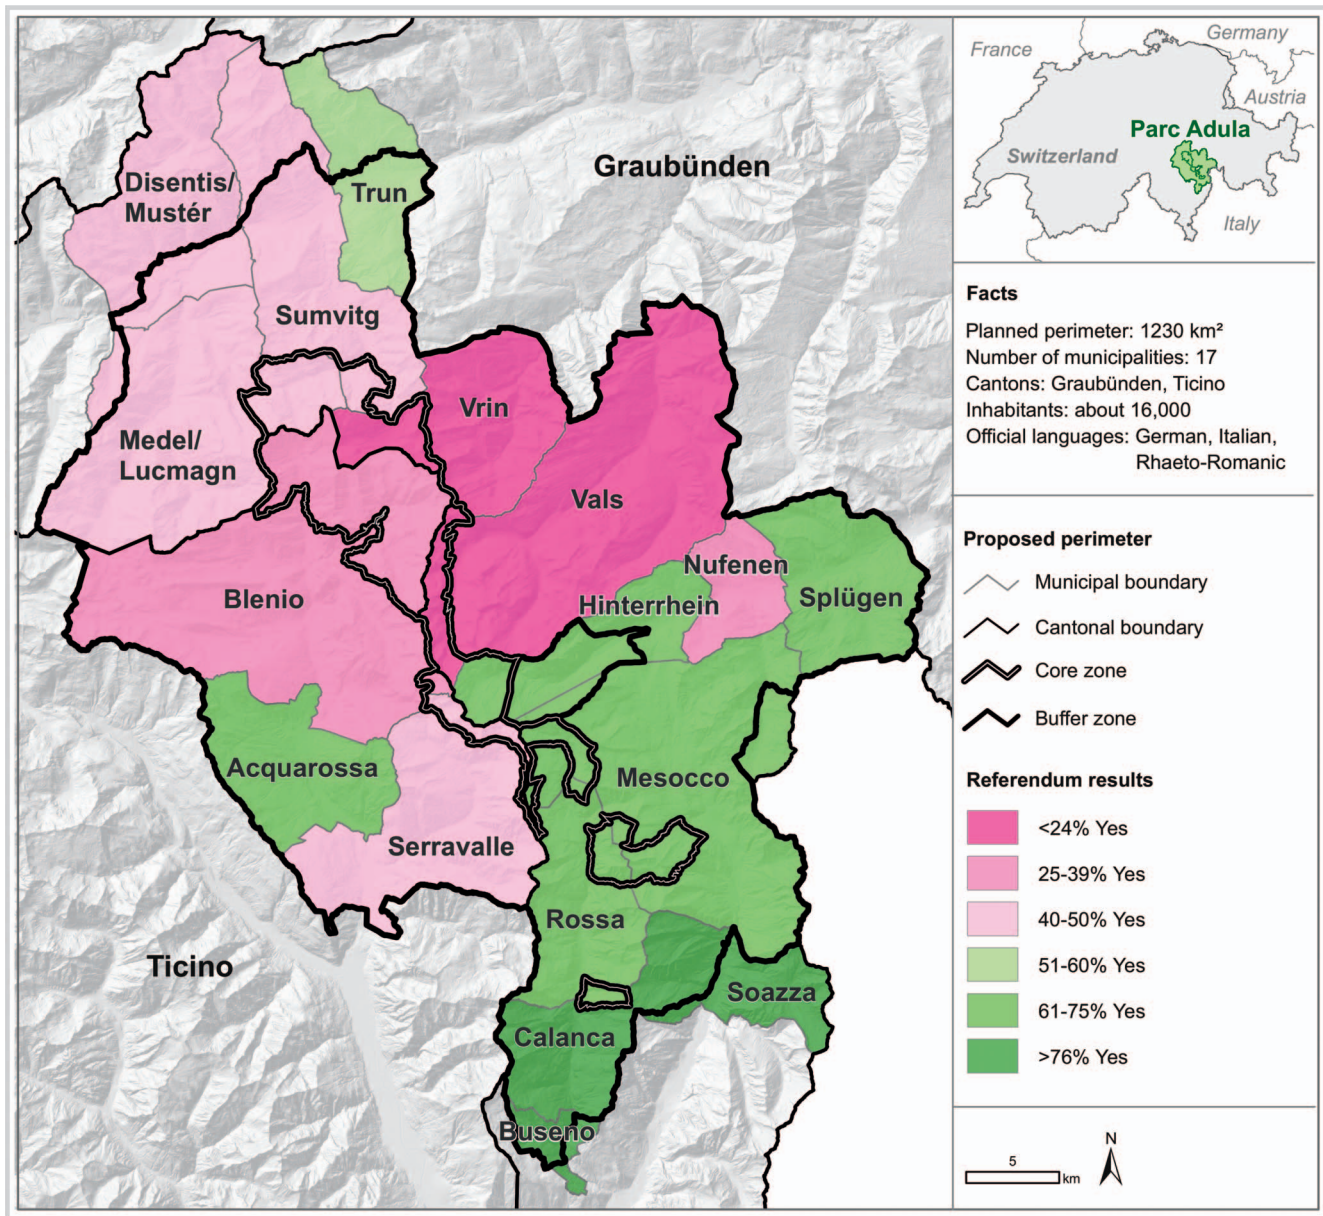 Graubünden
Disentis/
Mustér
Trun
Sumvitg
Vrin
Medel/
Lucmagn
Vals
Nufenen
Hinterrhein
Splügen
Blenio
Acquarossa
Mesocco
Serravalle
Rossa
Ticino
Soazza
Calanca
Buseno
France
Germany
Austria
Parc Adula
Switzerland
Italy
Facts
Planned perimeter: 1230 km²
Number of municipalities: 17
Cantons: Graubünden, Ticino
Inhabitants: about 16,000
Official languages: German, Italian,
Rhaeto-Romanic
Proposed perimeter
Municipal boundary
Cantonal boundary
Core zone
Buffer zone
Referendum results
<24% Yes
25-39% Yes
40-50% Yes
51-60% Yes
61-75% Yes
>76% Yes
5
km
N